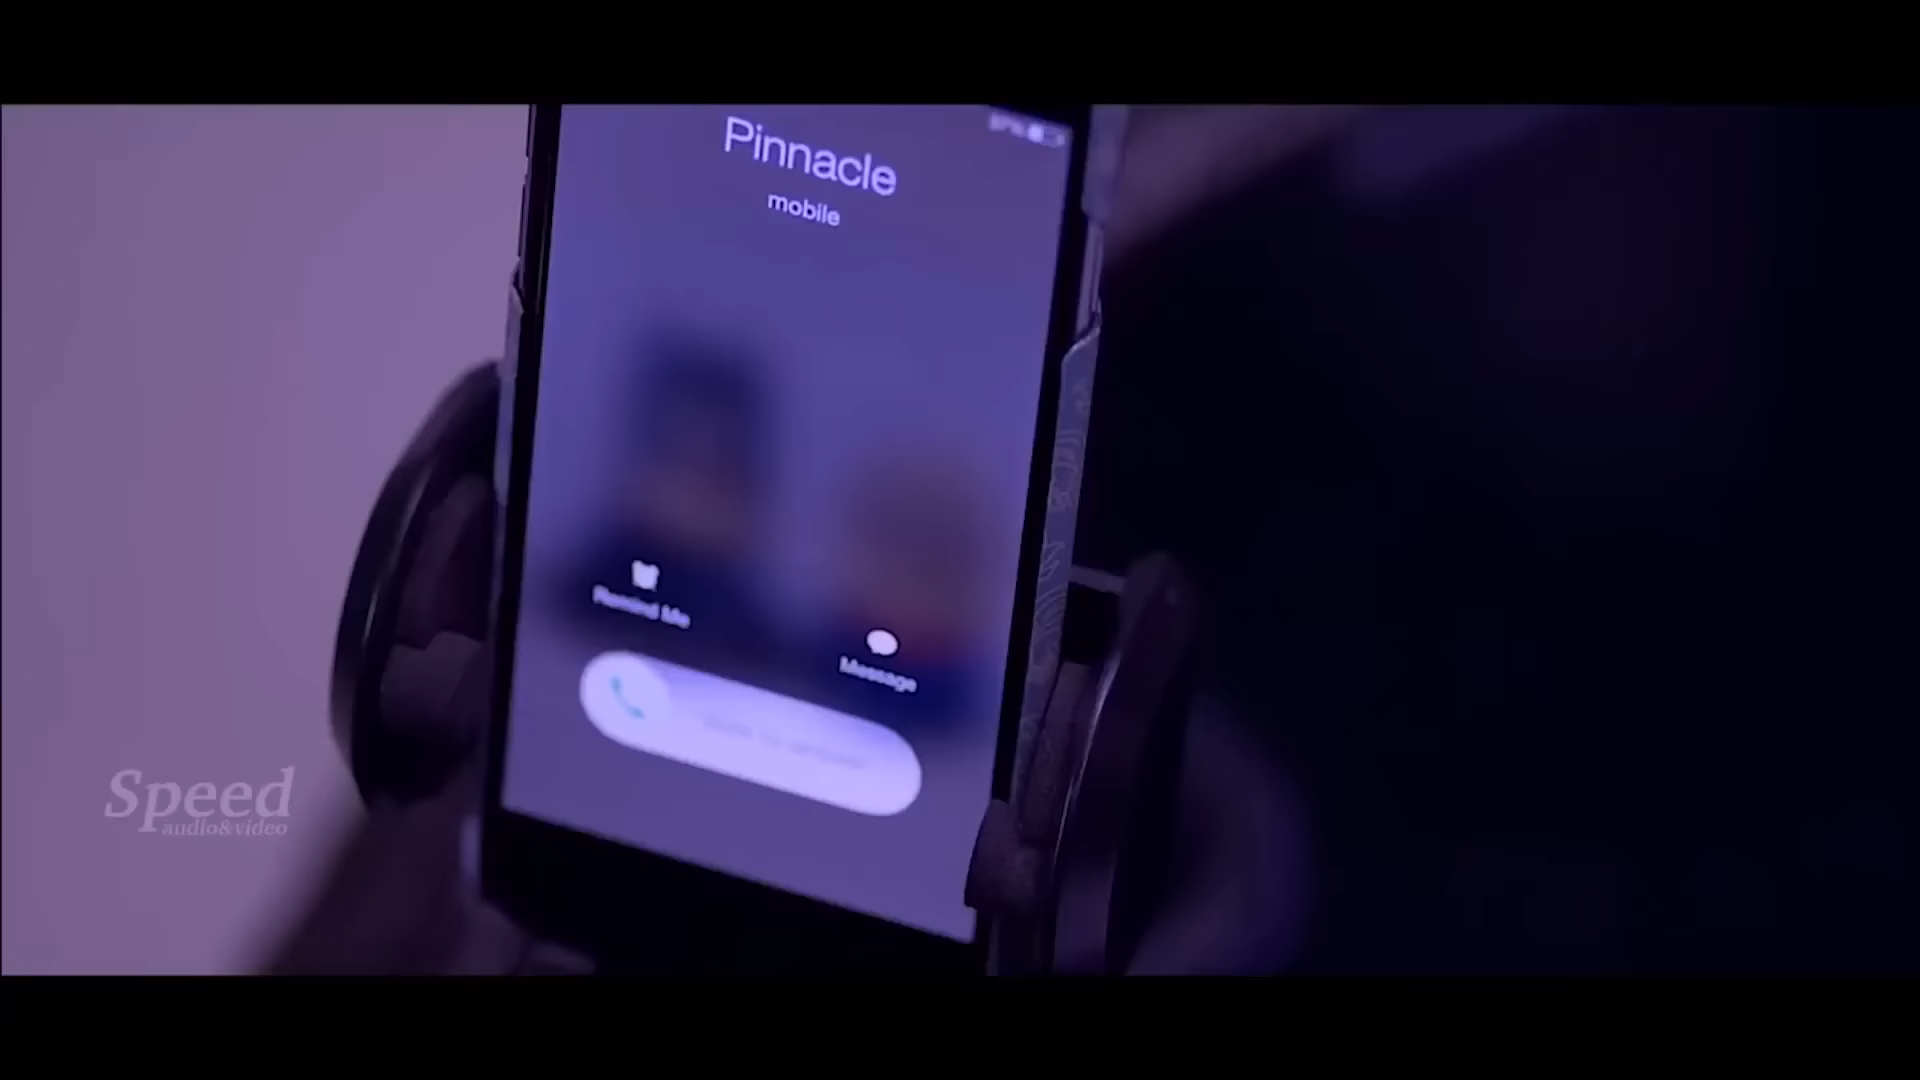 Pinnacle
mobile
Remind Me
Message
Speed
audio&video